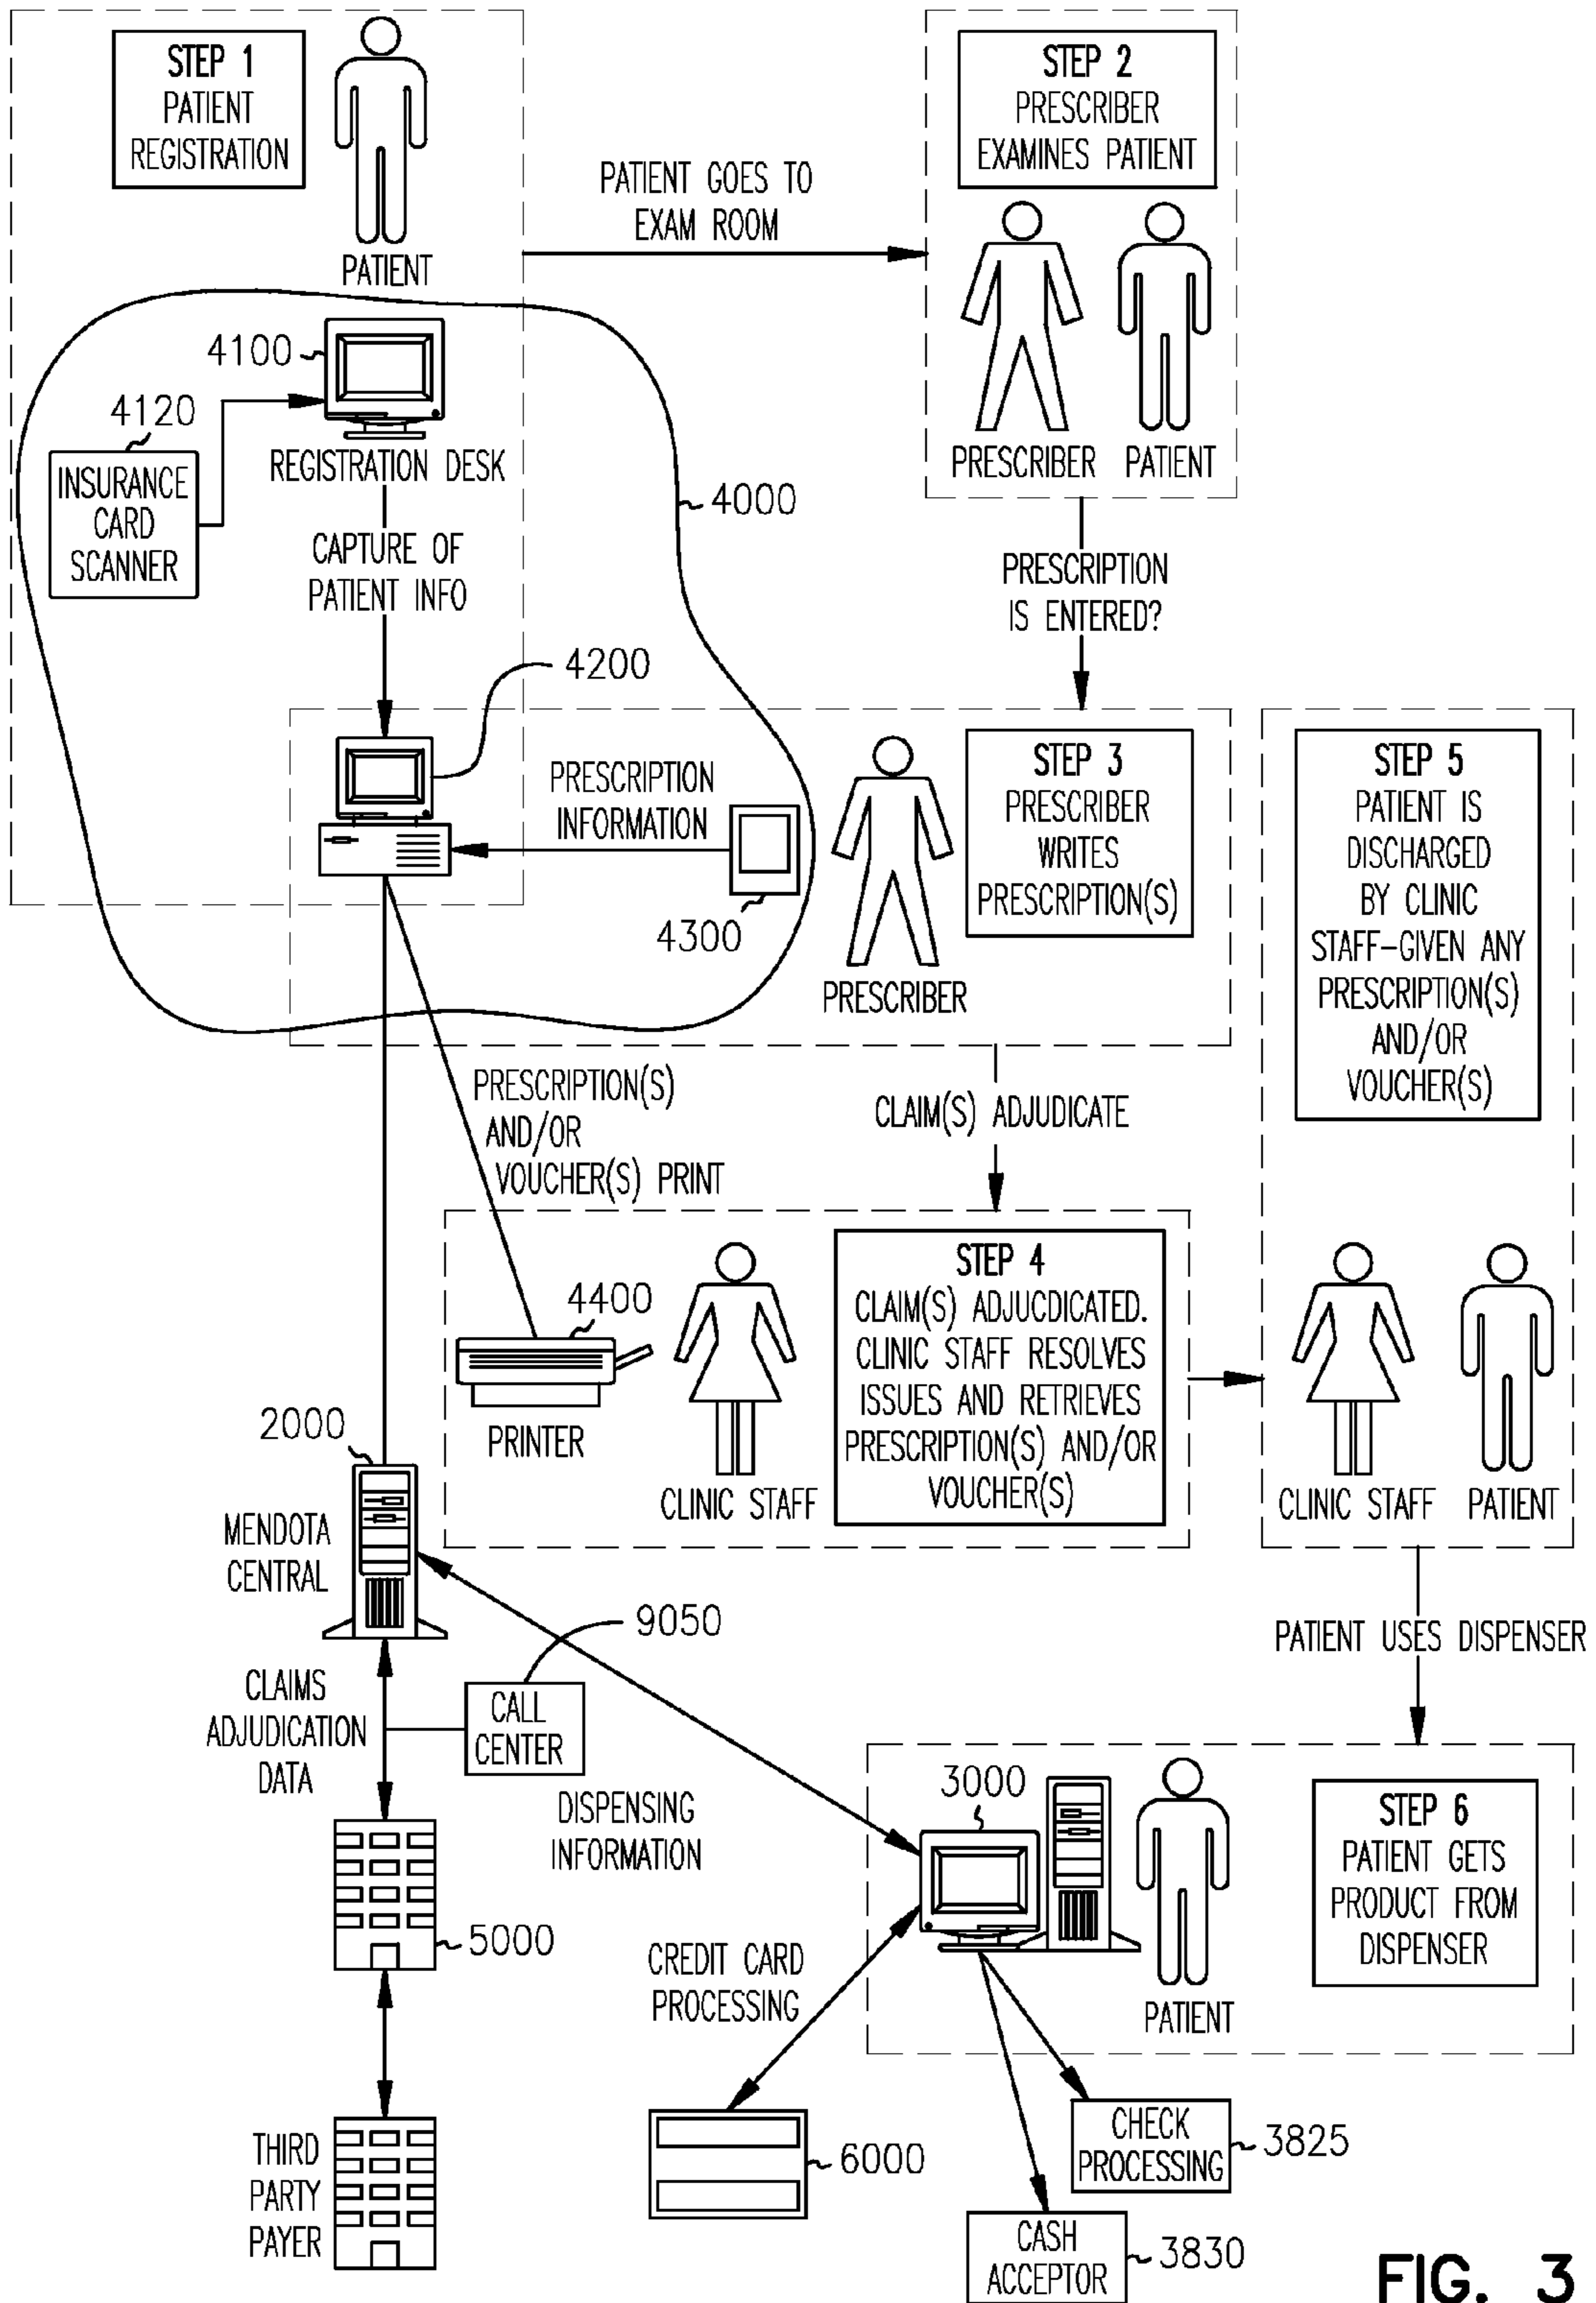 STEP 1
PATIENT
REGISTRATION
PATIENT
PATIENT GOES TO
EXAM ROOM
STEP 2
PRESCRIBER
EXAMINES PATIENT
PRESCRIBER
PATIENT
4100
4120
INSURANCE
CARD
SCANNER
REGISTRATION DESK
4000
CAPTURE OF
PATIENT INFO
PRESCRIPTION
IS ENTERED?
4200
PRESCRIPTION
INFORMATION
4300
PRESCRIBER
STEP 3
PRESCRIBER
WRITES
PRESCRIPTION(S)
STEP 5
PATIENT IS
DISCHARGED
BY CLINIC
STAFF-GIVEN ANY
PRESCRIPTION(S)
AND/OR
VOUCHER(S)
PRESCRIPTION(S)
AND/OR
VOUCHER(S) PRINT
CLAIM(S) ADJUDICATE
4400
PRINTER
CLINIC STAFF
STEP 4
CLAIM(S) ADJUCDICATED.
CLINIC STAFF RESOLVES
ISSUES AND RETRIEVES
PRESCRIPTION(S) AND/OR
VOUCHER(S)
CLINIC STAFF
PATIENT
2000
MENDOTA
CENTRAL
9050
CLAIMS
ADJUDICATION
DATA
CALL
CENTER
DISPENSING
INFORMATION
PATIENT USES DISPENSER
3000
PATIENT
STEP 6
PATIENT GETS
PRODUCT FROM
DISPENSER
5000
CREDIT CARD
PROCESSING
THIRD
PARTY
PAYER
6000
CHECK
PROCESSING
3825
CASH
ACCEPTOR
3830
FIG. 3